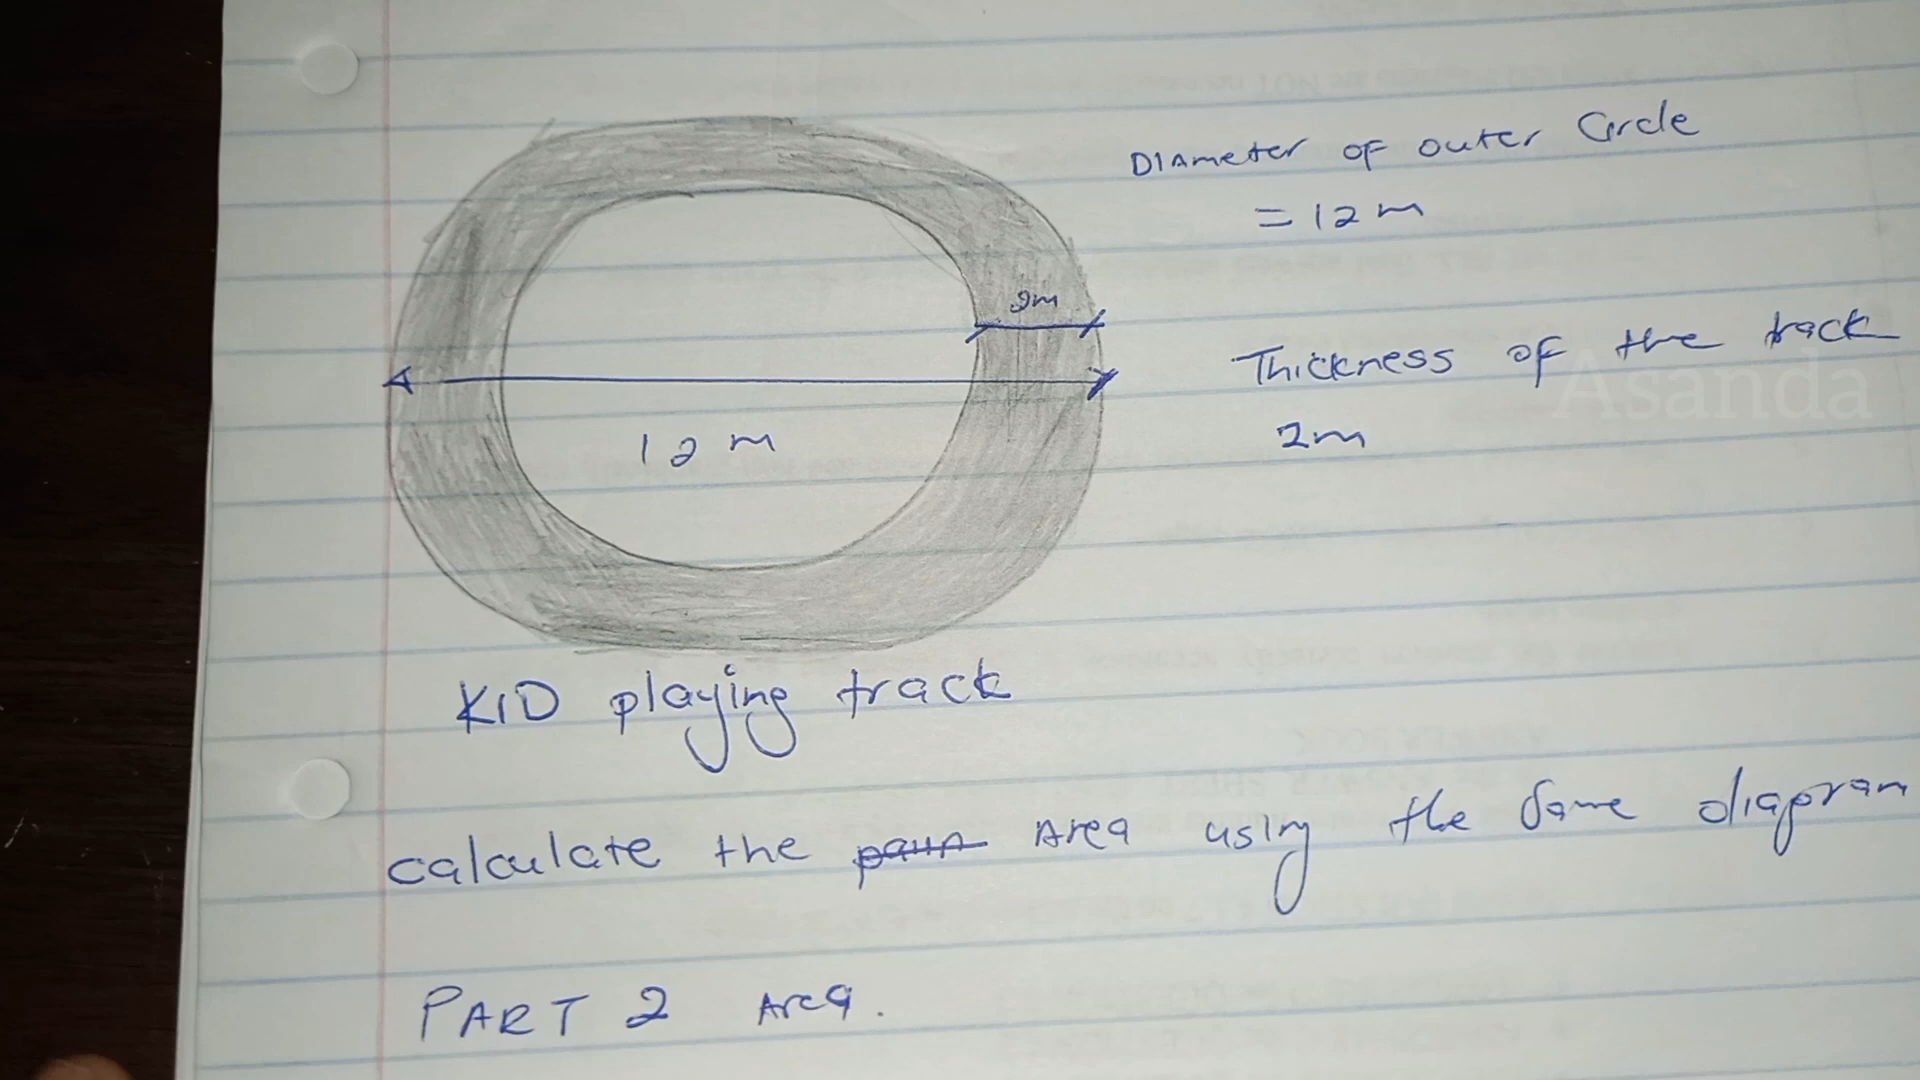 Diameter of outer Circle
= 12 m
2m
Thickness of the track
2m
12 m
Asanda
KID playing track
calculate the Area using the Same diagram
PART 2 Area.